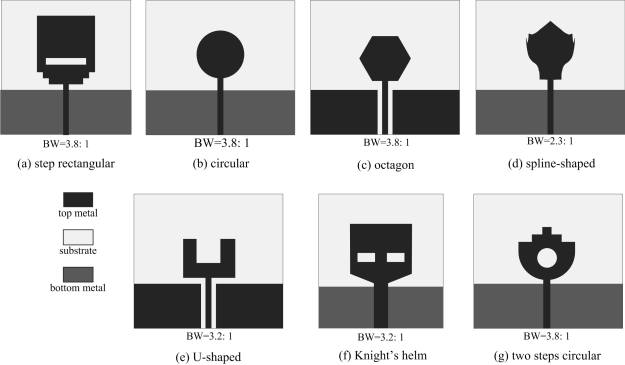 BW=3.8: 1
(a) step rectangular
BW=3.8: 1
(b) circular
BW=3.8: 1
(c) octagon
BW=2.3: 1
(d) spline-shaped
top metal
substrate
bottom metal
BW=3.2: 1
(e) U-shaped
BW=3.2: 1
(f) Knight's helm
BW=3.8: 1
(g) two steps circular